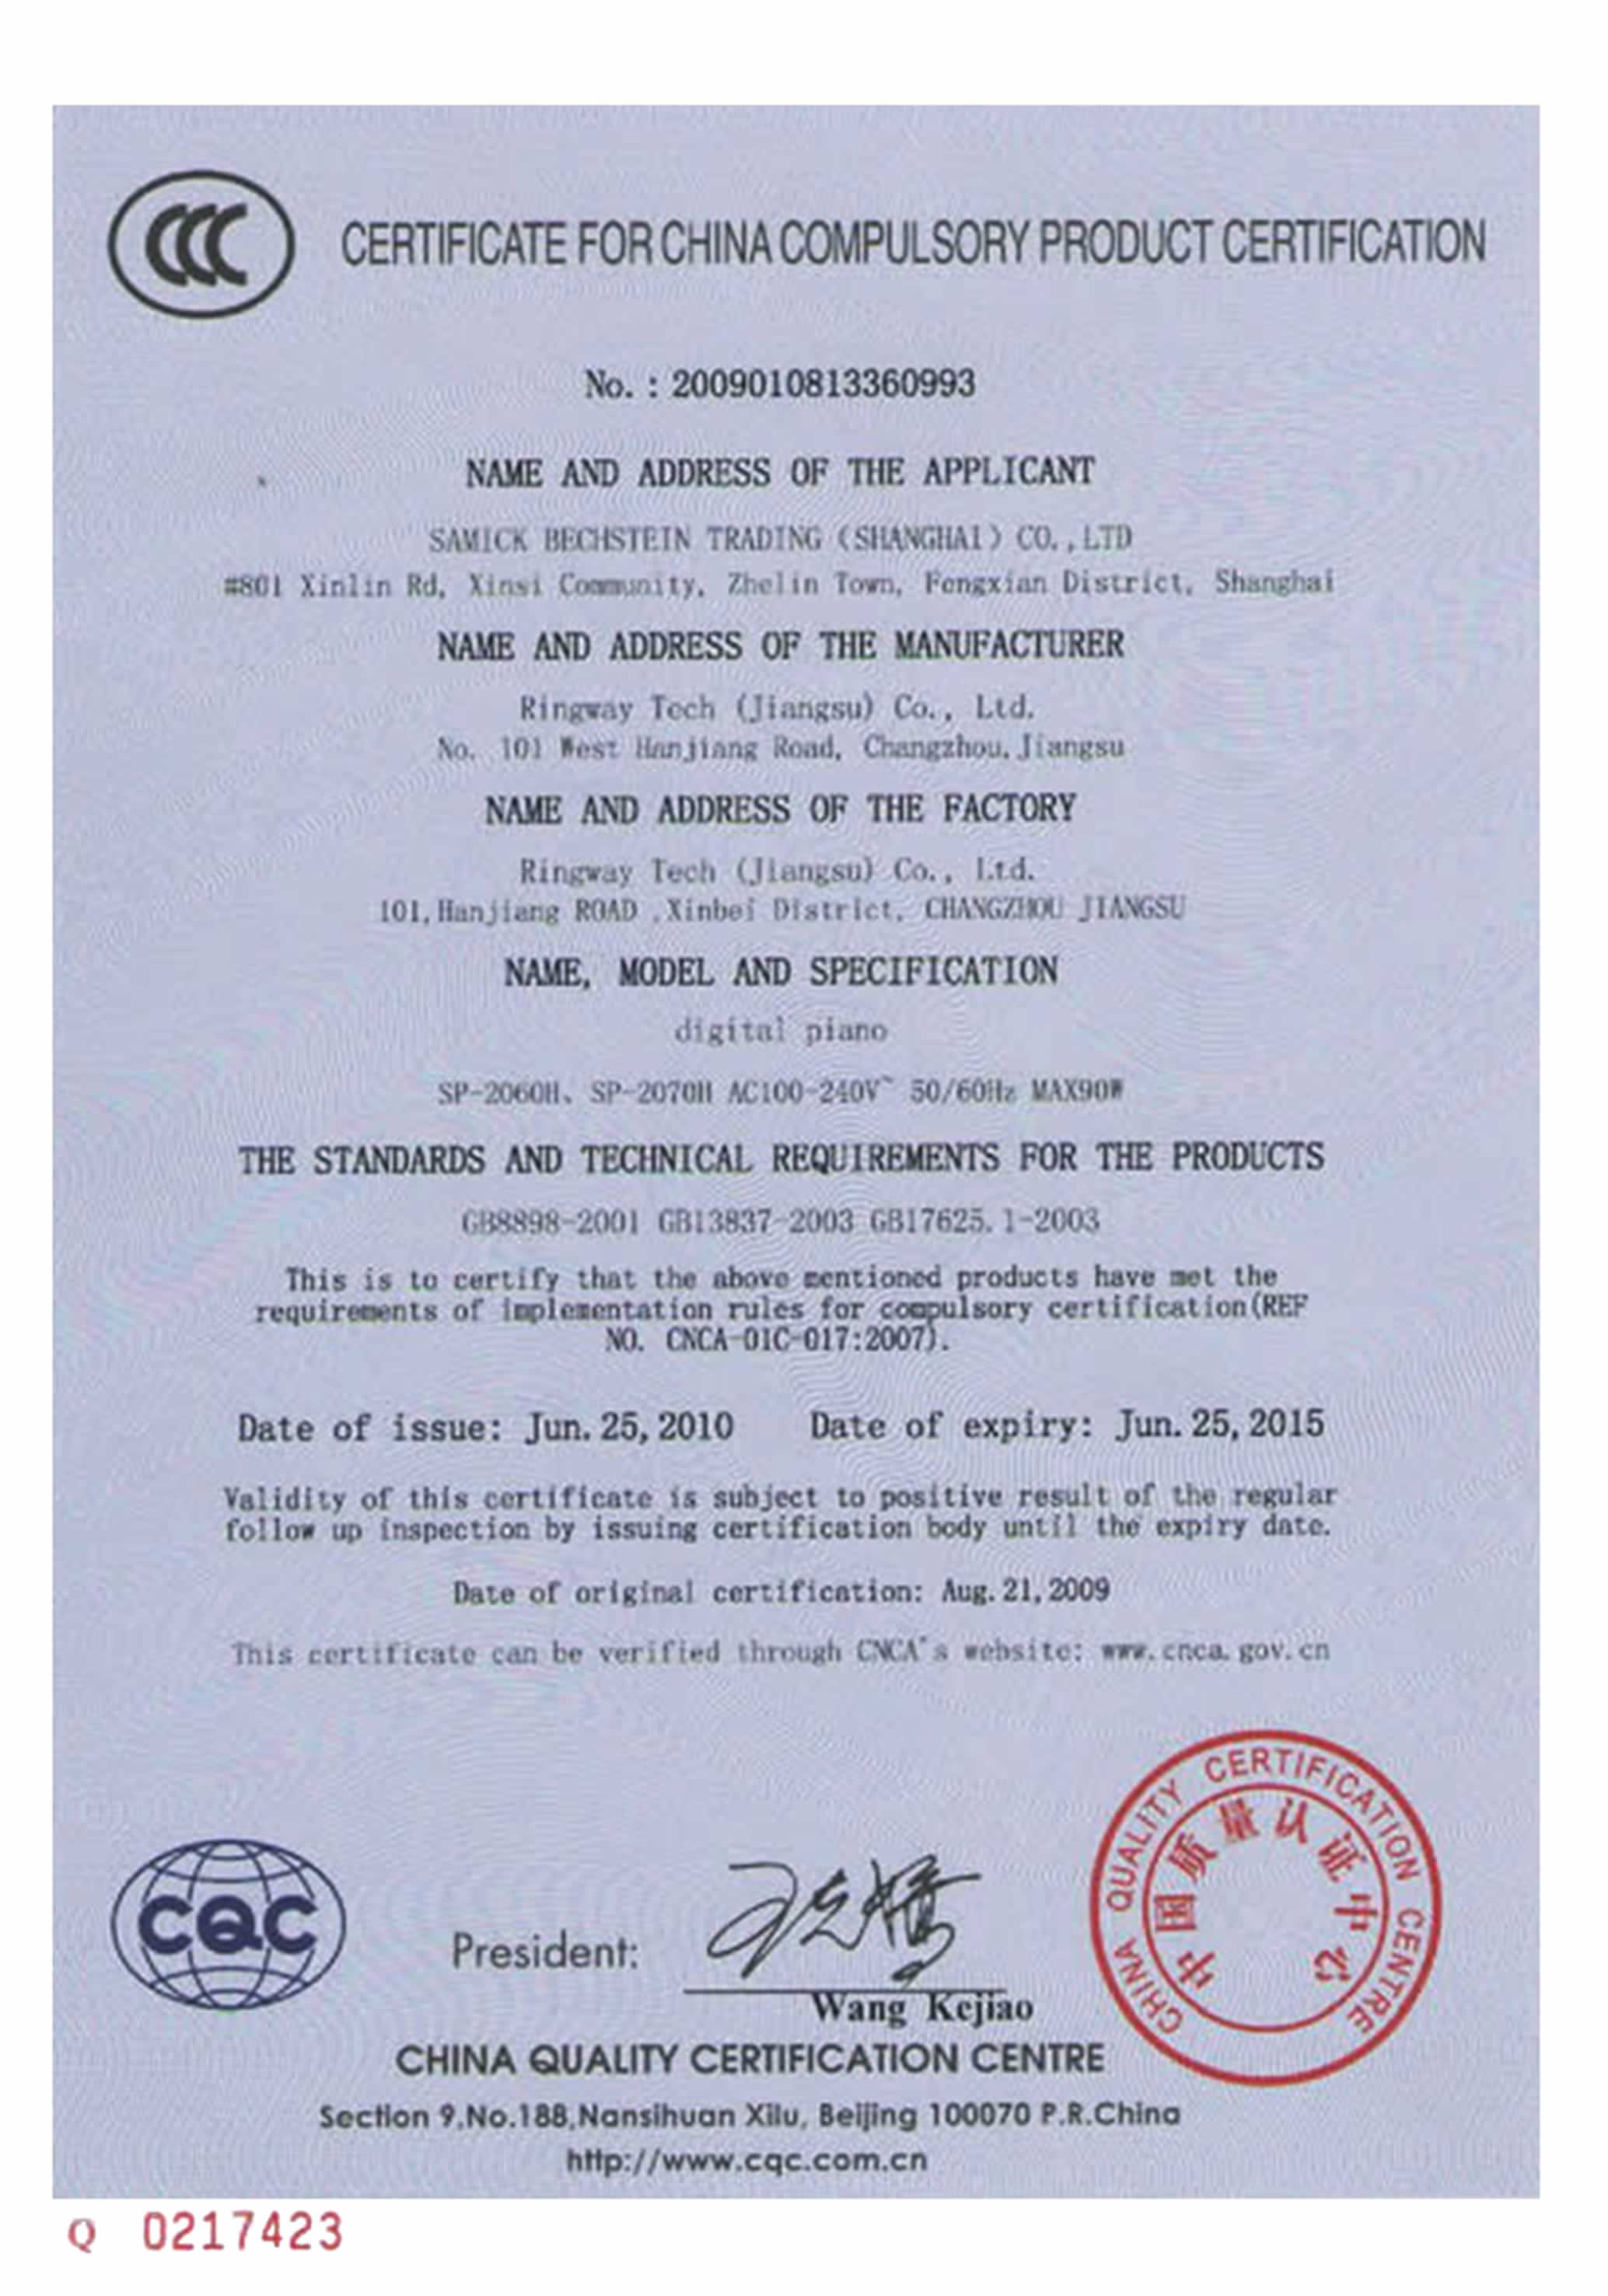 CCC
CERTIFICATE FOR CHINA COMPULSORY PRODUCT CERTIFICATION
No. : 2009010813360993
NAME AND ADDRESS OF THE APPLICANT
SAMICK BECHSTEIN TRADING (SHANGHAI) CO.,LTD
#801 Xinlin Rd, Xinsi Community, Zhelin Town, Fengxian District, Shanghai
NAME AND ADDRESS OF THE MANUFACTURER
Ringway Tech (Jiangsu) Co., Ltd.
No. 101 West Hanjiang Road, Changzhou,Jiangsu
NAME AND ADDRESS OF THE FACTORY
Ringway Tech (Jiangsu) Co., Ltd.
101,Hanjiang ROAD ,Xinbei District, CHANGZHOU JIANGSU
NAME, MODEL AND SPECIFICATION
digital piano
SP-2060H、SP-2070H AC100-240V~ 50/60Hz MAX90W
THE STANDARDS AND TECHNICAL REQUIREMENTS FOR THE PRODUCTS
GB8898-2001 GB13837-2003 GB17625.1-2003
This is to certify that the above mentioned products have met the
requirements of implementation rules for compulsory certification(REF
NO. CNCA-01C-017:2007).
Date of issue: Jun.25,2010 Date of expiry: Jun.25,2015
Validity of this certificate is subject to positive result of the regular
follow up inspection by issuing certification body until the expiry date.
Date of original certification: Aug.21,2009
This certificate can be verified through CNCA's website: www.cnca.gov.cn
CHINA QUALITY CERTIFICATION CENTRE
中国质量认证中心
CQC
President:
Wang Kejiao
CHINA QUALITY CERTIFICATION CENTRE
Section 9,No.188,Nansihuan Xilu, Beijing 100070 P.R.China
http://www.cqc.com.cn
Q 0217423